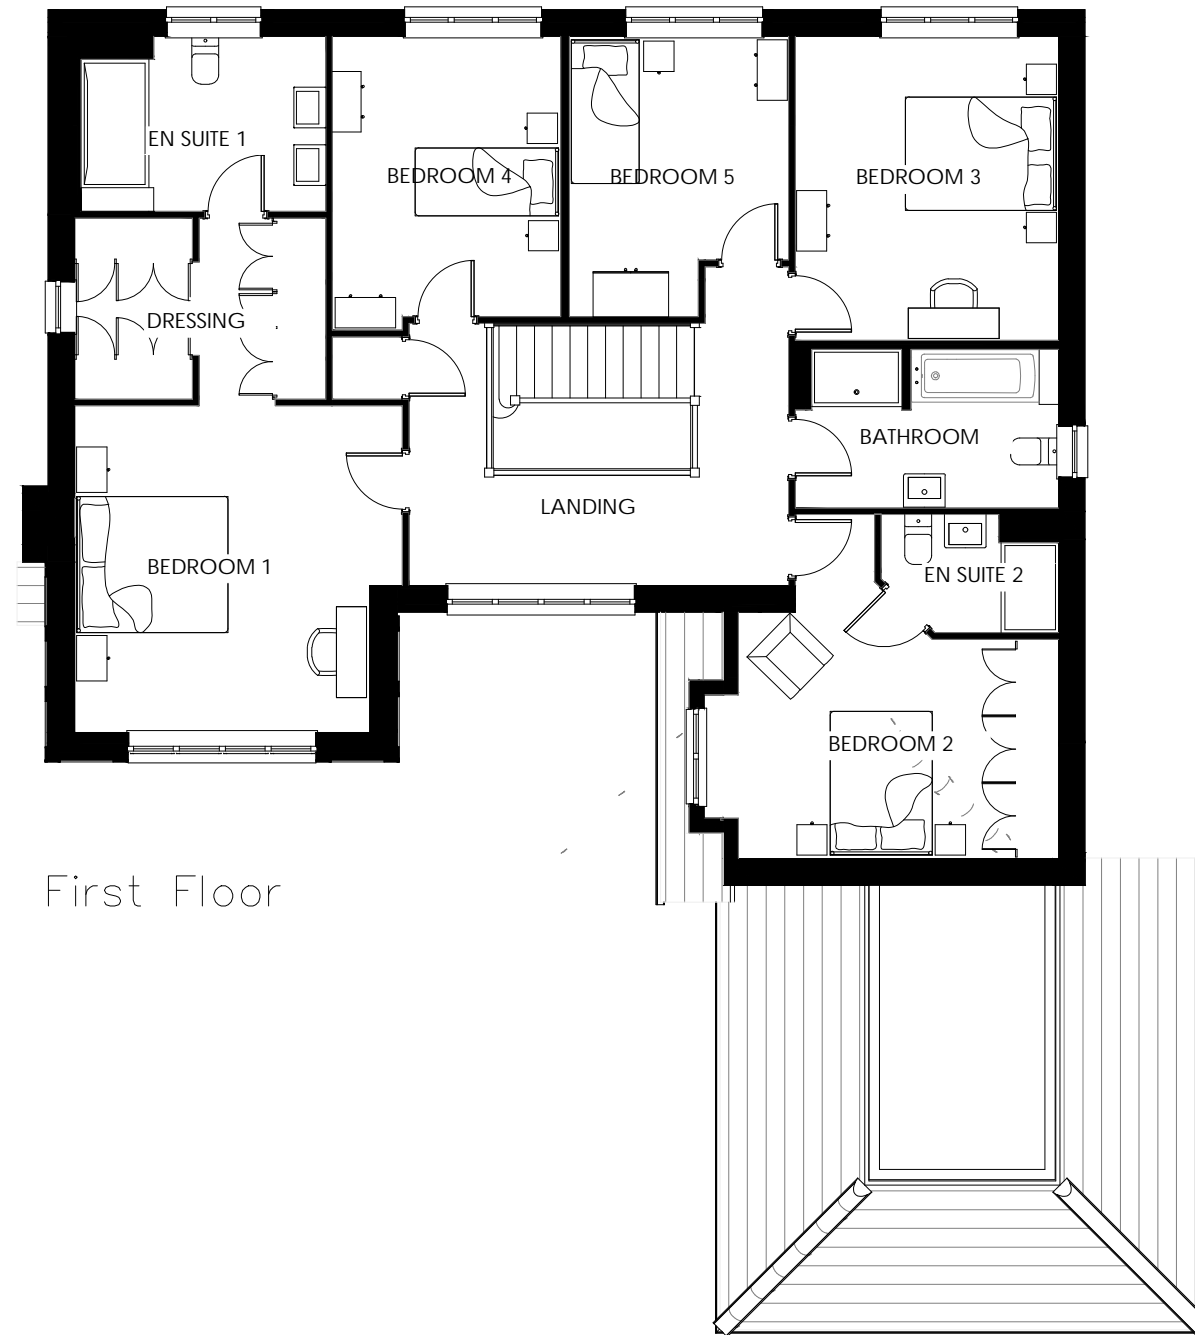 EN SUITE 1
BEDROOM 4
BEDROOM 5
BEDROOM 3
DRESSING
BATHROOM
LANDING
BEDROOM 1
EN SUITE 2
BEDROOM 2
First Floor